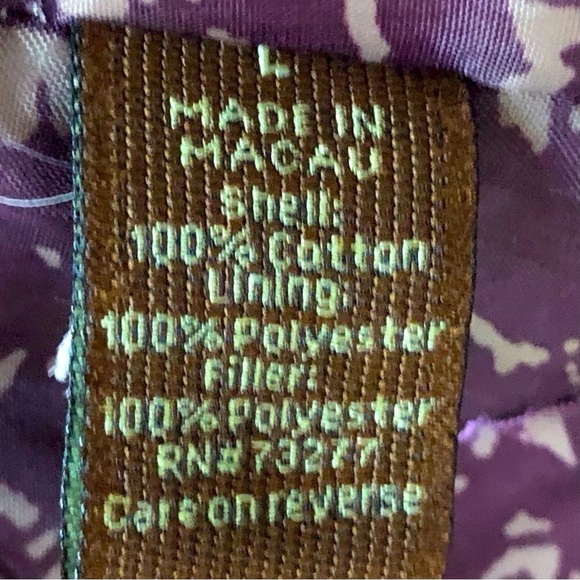 L
MADE IN
MACAU
Shell:
100% Cotton
Lining:
100% Polyester
Filler:
100% Polyester
RN# 73277
Care on reverse